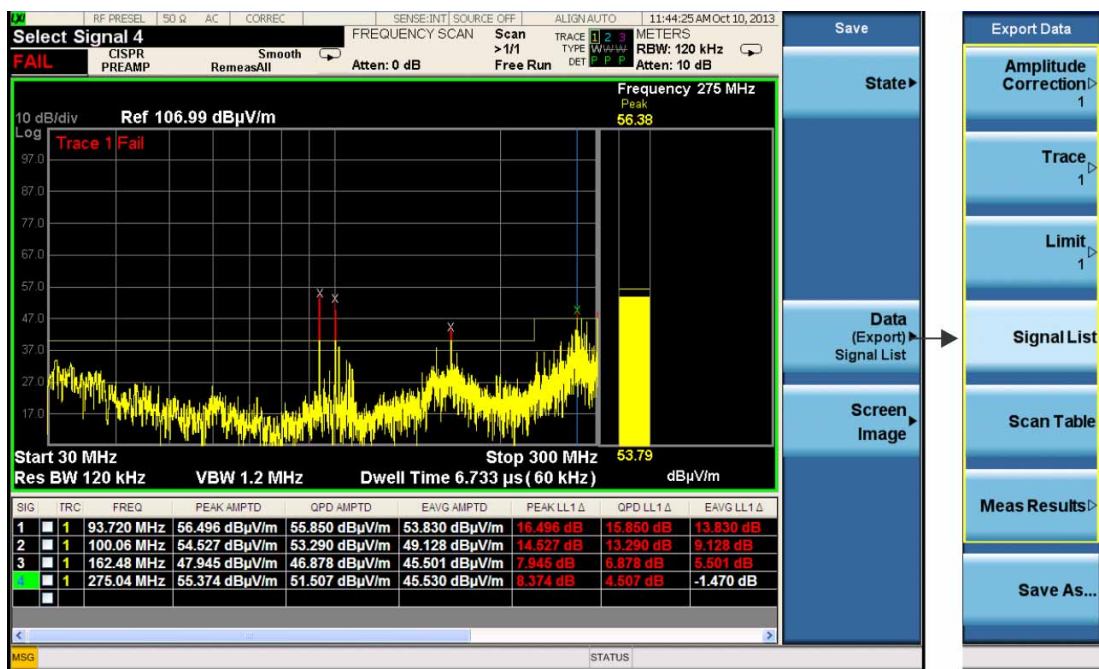 LXI RF PRESEL 50 Ω AC CORREC SENSE:INT SOURCE OFF ALIGN AUTO 11:44:25 AM Oct 10, 2013
Select Signal 4 FREQUENCY SCAN Scan TRACE 1 2 3 METERS
FAIL CISPR Smooth >1/1 TYPE W W W RBW: 120 kHz
PREAMP RemeasAll Atten: 0 dB Free Run DET P P P Atten: 10 dB
Frequency 275 MHz
Peak
10 dB/div Ref 106.99 dBµV/m 56.38
Log
Trace 1 Fail
97.0
87.0
77.0
67.0
57.0
47.0
37.0
27.0
17.0
Start 30 MHz Stop 300 MHz 53.79
Res BW 120 kHz VBW 1.2 MHz Dwell Time 6.733 µs ( 60 kHz ) dBµV/m
SIG TRC FREQ PEAK AMPTD QPD AMPTD EAVG AMPTD PEAK LL1 Δ QPD LL1 Δ EAVG LL1 Δ
1 1 93.720 MHz 56.496 dBµV/m 55.850 dBµV/m 53.830 dBµV/m 16.496 dB 15.850 dB 13.830 dB
2 1 100.06 MHz 54.527 dBµV/m 53.290 dBµV/m 49.128 dBµV/m 14.527 dB 13.290 dB 9.128 dB
3 1 162.48 MHz 47.945 dBµV/m 46.878 dBµV/m 45.501 dBµV/m 7.945 dB 6.878 dB 5.501 dB
4 1 275.04 MHz 55.374 dBµV/m 51.507 dBµV/m 45.530 dBµV/m 8.374 dB 4.507 dB -1.470 dB
MSG STATUS
Save
State
Data
(Export)
Signal List
Screen
Image
Export Data
Amplitude
Correction
1
Trace
1
Limit
1
Signal List
Scan Table
Meas Results
Save As...